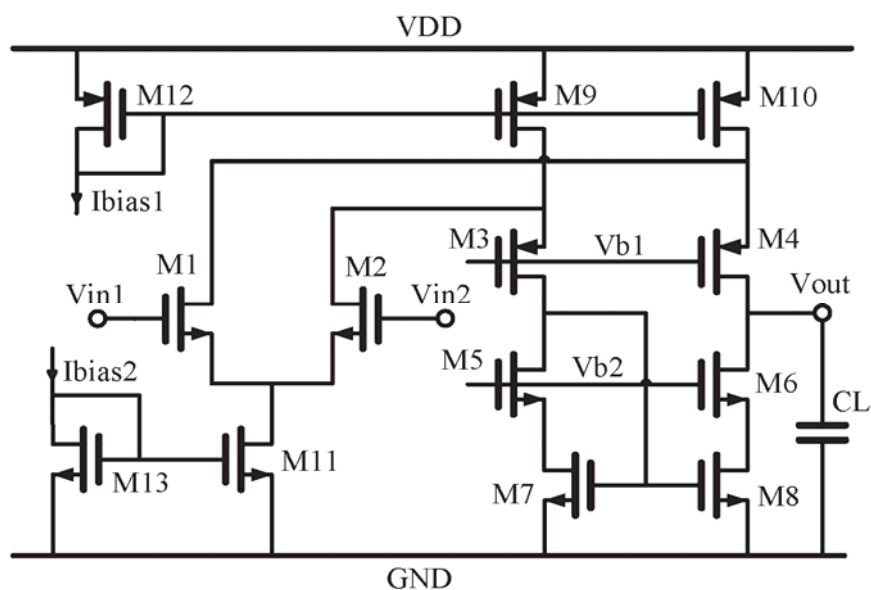 VDD
M12
M9
M10
Ibias1
M3
Vb1
M4
M1
M2
Vin1
Vin2
Vout
Ibias2
M5
Vb2
M6
CL
M13
M11
M7
M8
GND